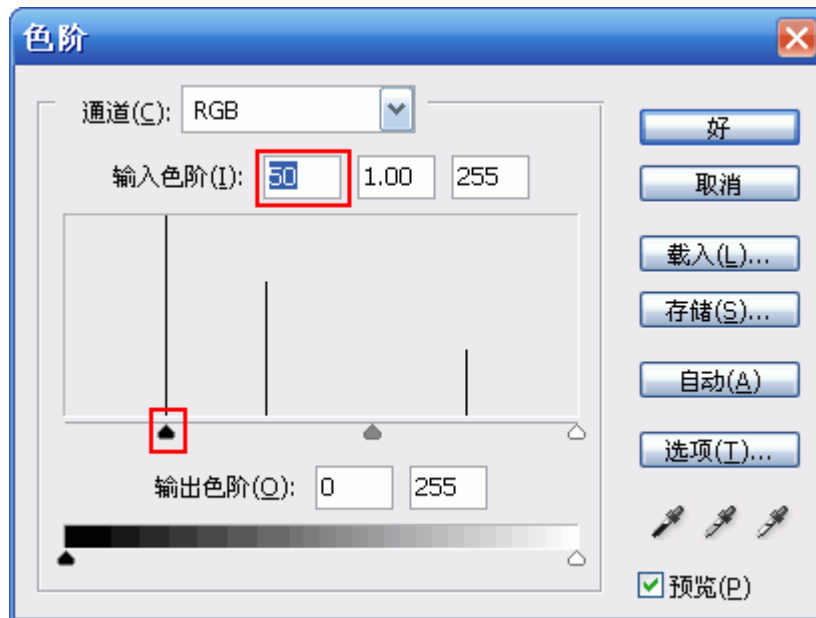 色阶
通道(C): RGB
好
输入色阶(I): 50 1.00 255
取消
载入(L)...
存储(S)...
自动(A)
选项(T)...
输出色阶(O): 0 255
预览(P)